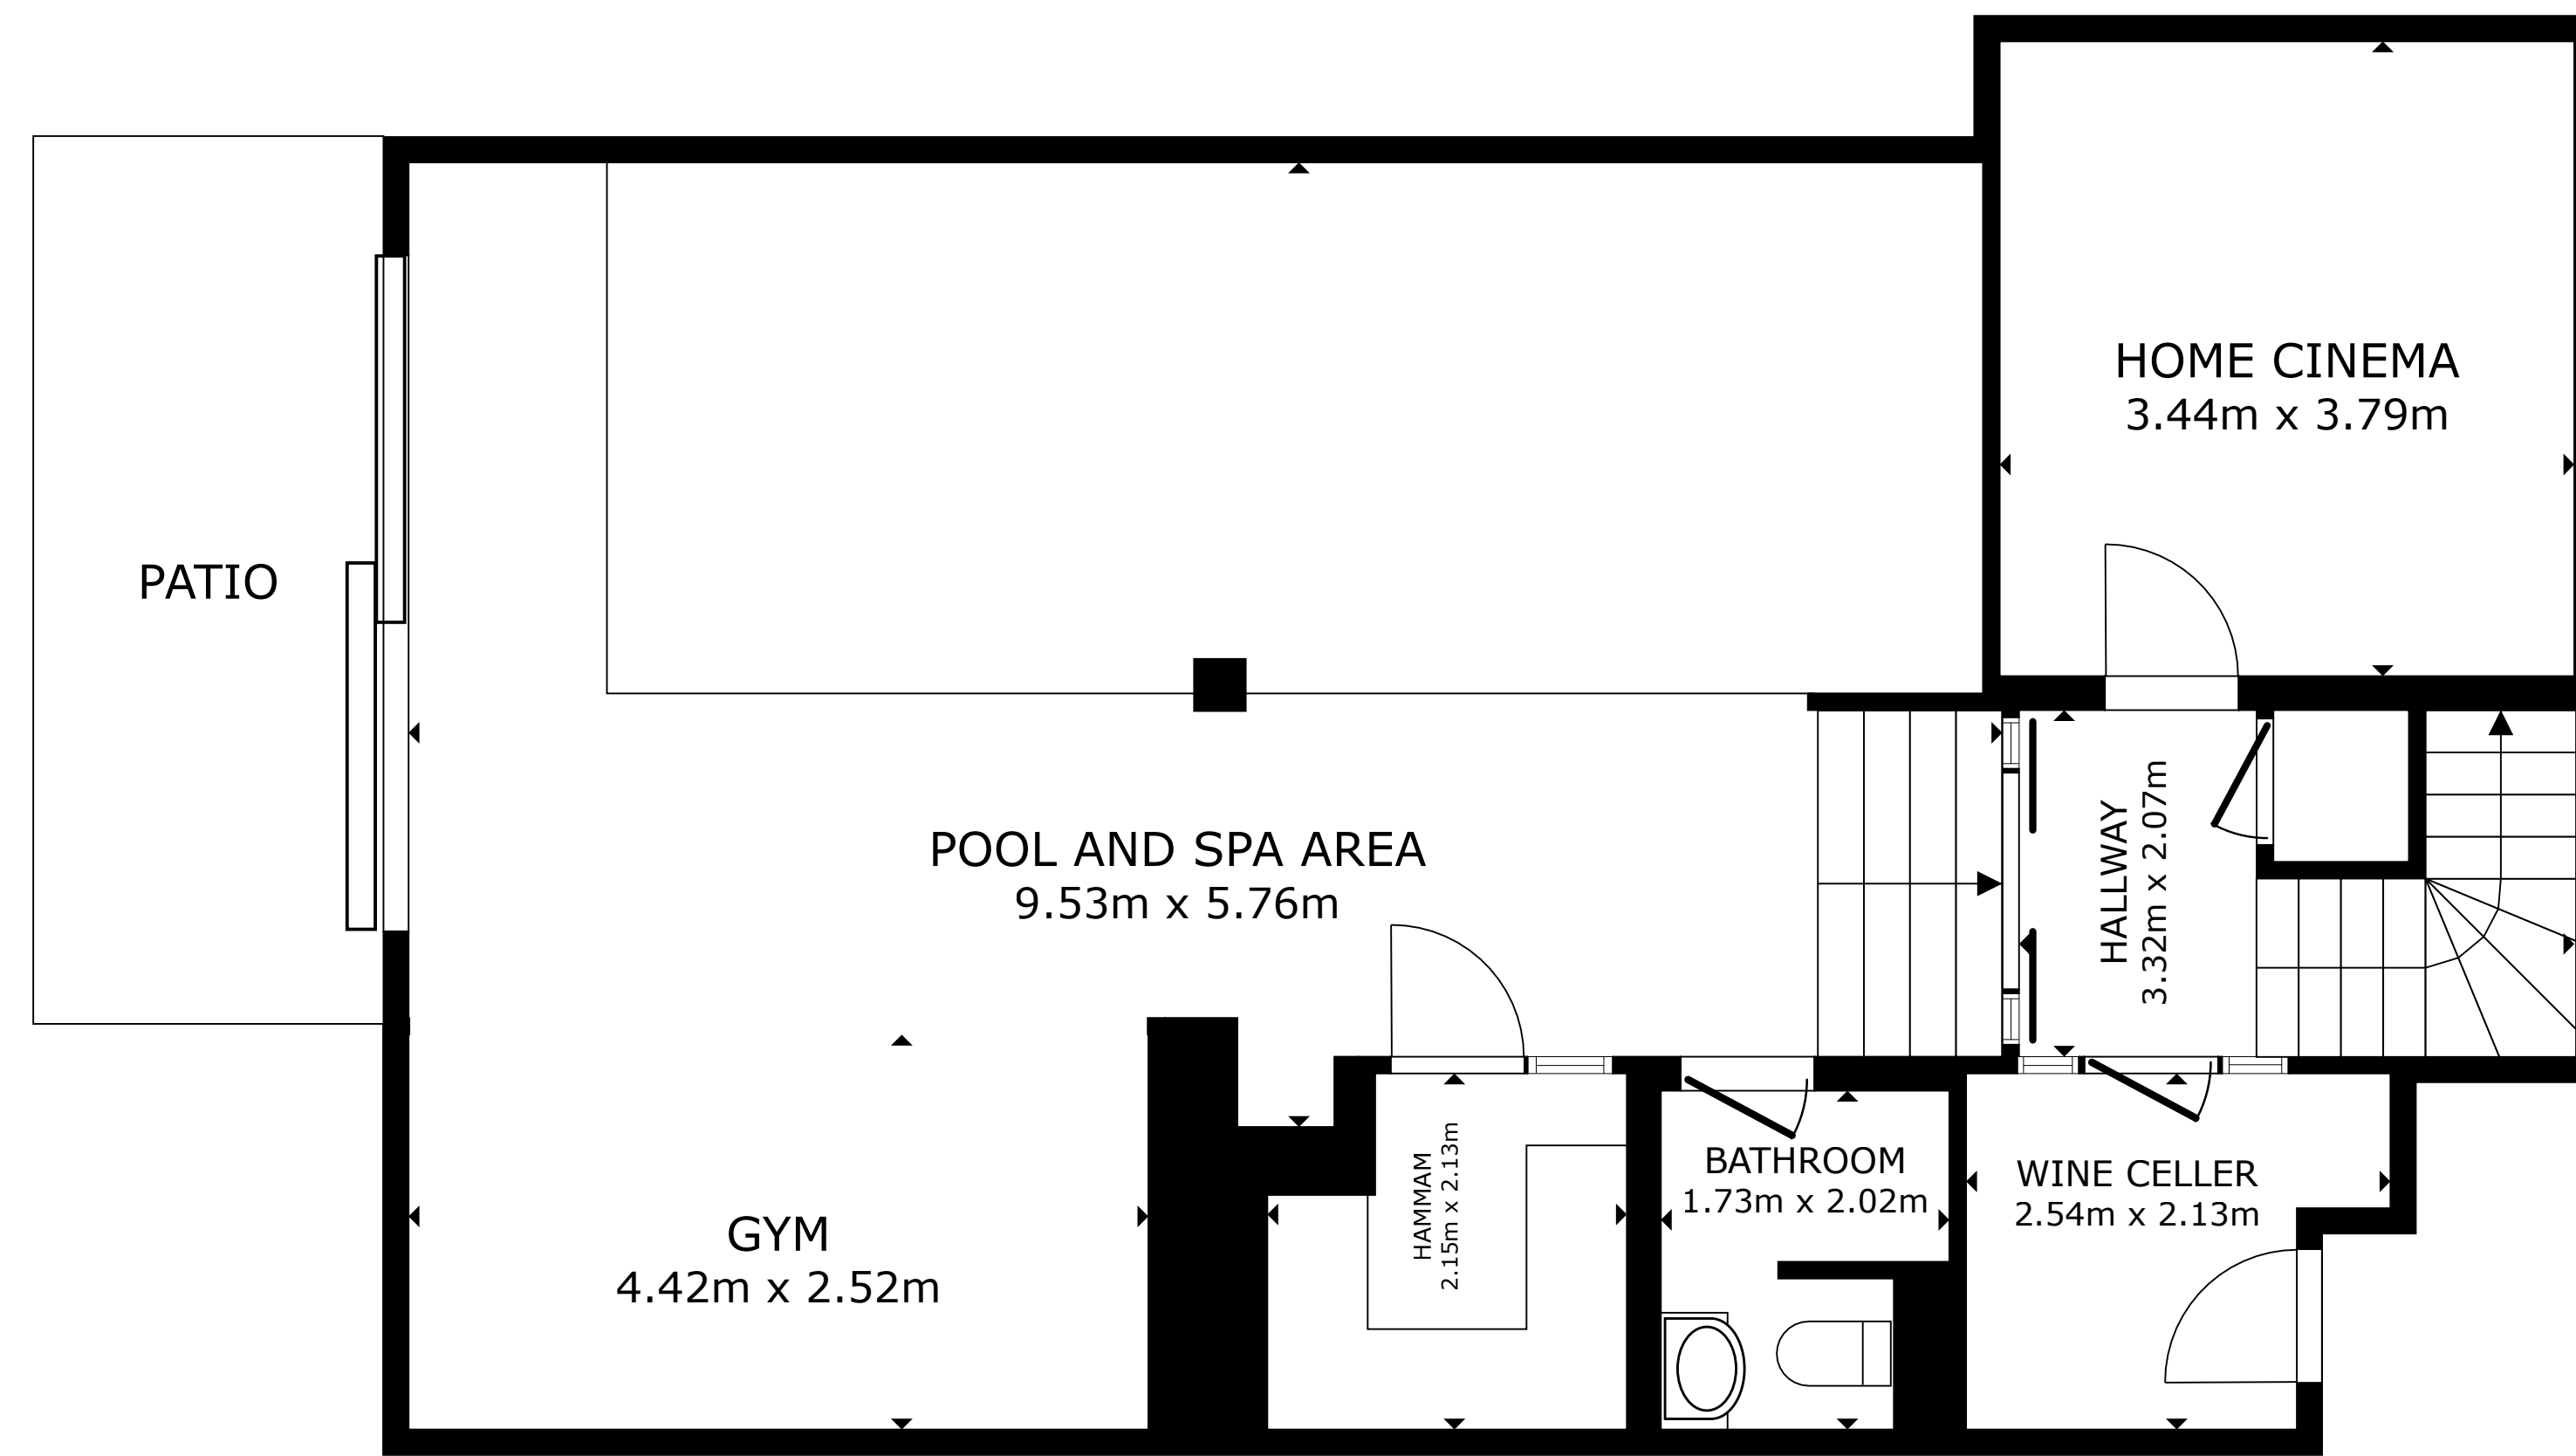 HOME CINEMA
3.44m x 3.79m
PATIO
POOL AND SPA AREA
9.53m x 5.76m
HALLWAY
3.32m x 2.07m
GYM
4.42m x 2.52m
HAMMAM
2.15m x 2.13m
BATHROOM
1.73m x 2.02m
WINE CELLER
2.54m x 2.13m